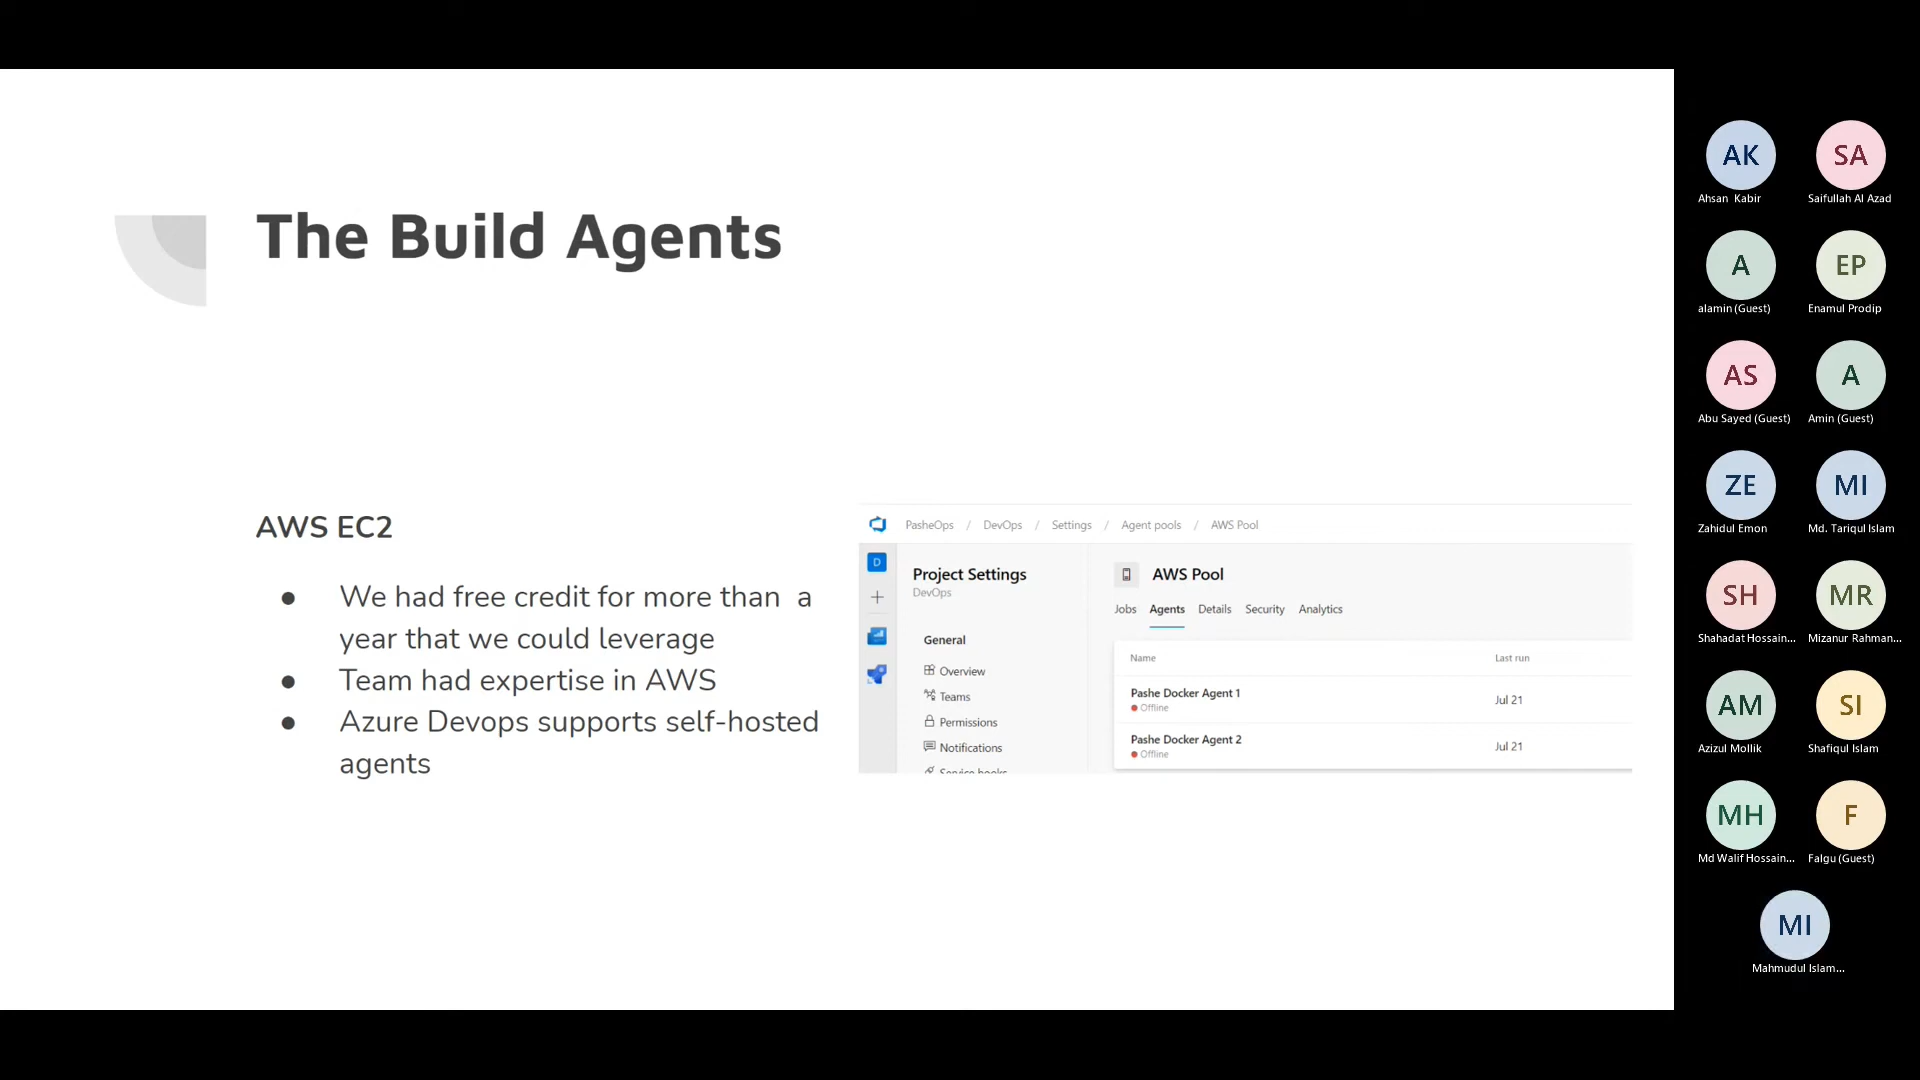 The Build Agents
AWS EC2
● We had free credit for more than a
year that we could leverage
● Team had expertise in AWS
● Azure Devops supports self-hosted
agents
PasheOps / DevOps / Settings / Agent pools / AWS Pool
D
Project Settings
DevOps
General
Overview
Teams
Permissions
Notifications
Service hooks
AWS Pool
Jobs Agents Details Security Analytics
Name Last run
Pashe Docker Agent 1 Jul 21
Offline
Pashe Docker Agent 2 Jul 21
Offline
AK SA
Ahsan Kabir Saifullah Al Azad
A EP
alamin (Guest) Enamul Prodip
AS A
Abu Sayed (Guest) Amin (Guest)
ZE MI
Zahidul Emon Md. Tariqul Islam
SH MR
Shahadat Hossain... Mizanur Rahman...
AM SI
Azizul Mollik Shafiqul Islam
MH F
Md Walif Hossain... Falgu (Guest)
MI
Mahmudul Islam...